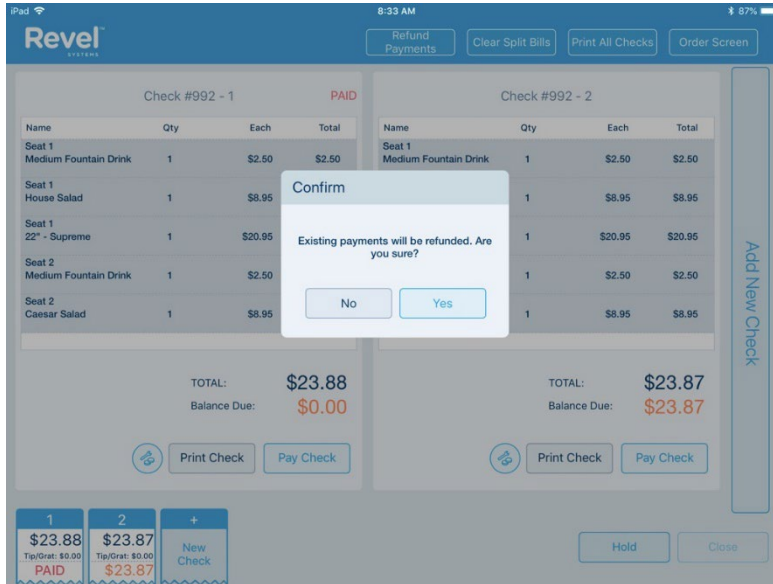 iPad 8:33 AM 87%
Revel
SYSTEMS
Refund
Payments
Clear Split Bills
Print All Checks
Order Screen
Check #992 - 1 PAID
Name Qty Each Total
Seat 1
Medium Fountain Drink 1 $2.50 $2.50
Seat 1
House Salad 1 $8.95
Seat 1
22" - Supreme 1 $20.95
Seat 2
Medium Fountain Drink 1 $2.50
Seat 2
Caesar Salad 1 $8.95
TOTAL: $23.88
Balance Due: $0.00
Print Check
Pay Check
Check #992 - 2
Name Qty Each Total
Seat 1
Medium Fountain Drink 1 $2.50 $2.50
1 $8.95 $8.95
1 $20.95 $20.95
1 $2.50 $2.50
1 $8.95 $8.95
TOTAL: $23.87
Balance Due: $23.87
Print Check
Pay Check
Add New Check
Confirm
Existing payments will be refunded. Are
you sure?
No
Yes
1
$23.88
Tip/Grat: $0.00
PAID
2
$23.87
Tip/Grat: $0.00
$23.87
+
New
Check
Hold
Close